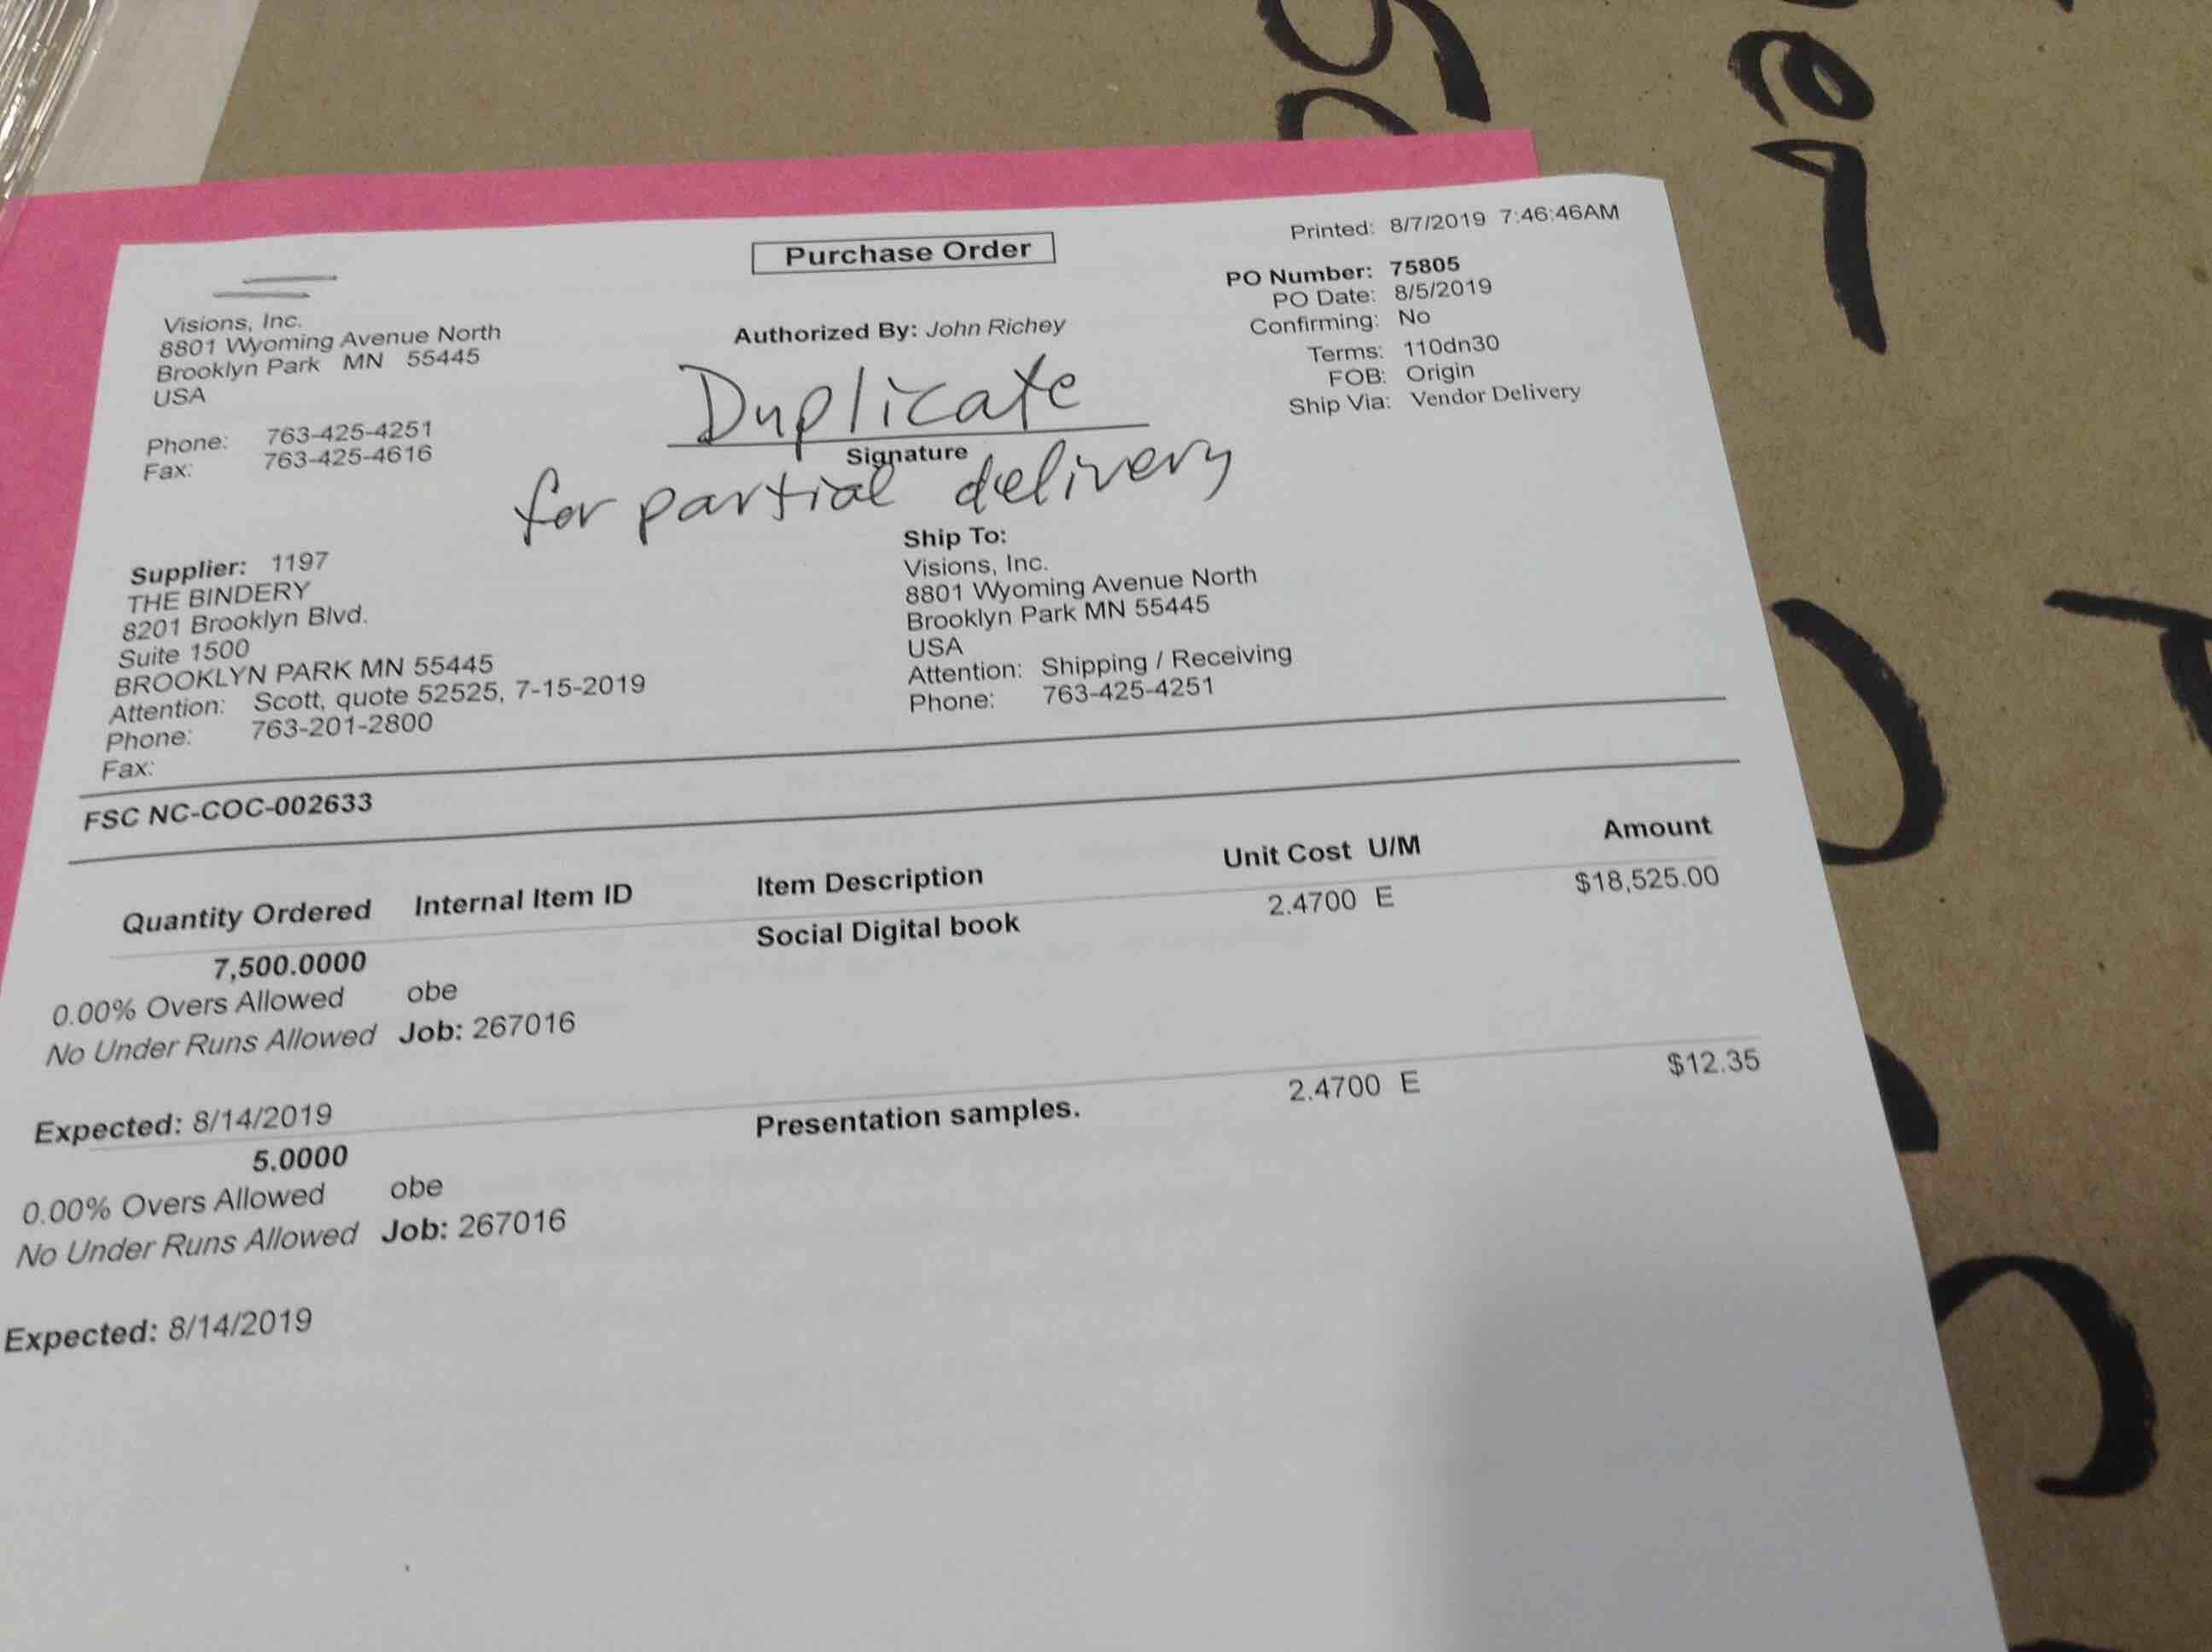 Purchase Order
Printed: 8/7/2019 7:46:46AM
Visions, Inc.
8801 Wyoming Avenue North
Brooklyn Park MN 55445
USA
Phone: 763-425-4251
Fax: 763-425-4616
Authorized By: John Richey
Duplicate
Signature
for partial delivery
PO Number: 75805
PO Date: 8/5/2019
Confirming: No
Terms: 110dn30
FOB: Origin
Ship Via: Vendor Delivery
Supplier: 1197
THE BINDERY
8201 Brooklyn Blvd.
Suite 1500
BROOKLYN PARK MN 55445
Attention: Scott, quote 52525, 7-15-2019
Phone: 763-201-2800
Fax:
Ship To:
Visions, Inc.
8801 Wyoming Avenue North
Brooklyn Park MN 55445
USA
Attention: Shipping / Receiving
Phone: 763-425-4251
FSC NC-COC-002633
Quantity Ordered Internal Item ID Item Description Unit Cost U/M Amount
7,500.0000 Social Digital book 2.4700 E $18,525.00
0.00% Overs Allowed obe
No Under Runs Allowed Job: 267016
Expected: 8/14/2019
5.0000 Presentation samples. 2.4700 E $12.35
0.00% Overs Allowed obe
No Under Runs Allowed Job: 267016
Expected: 8/14/2019